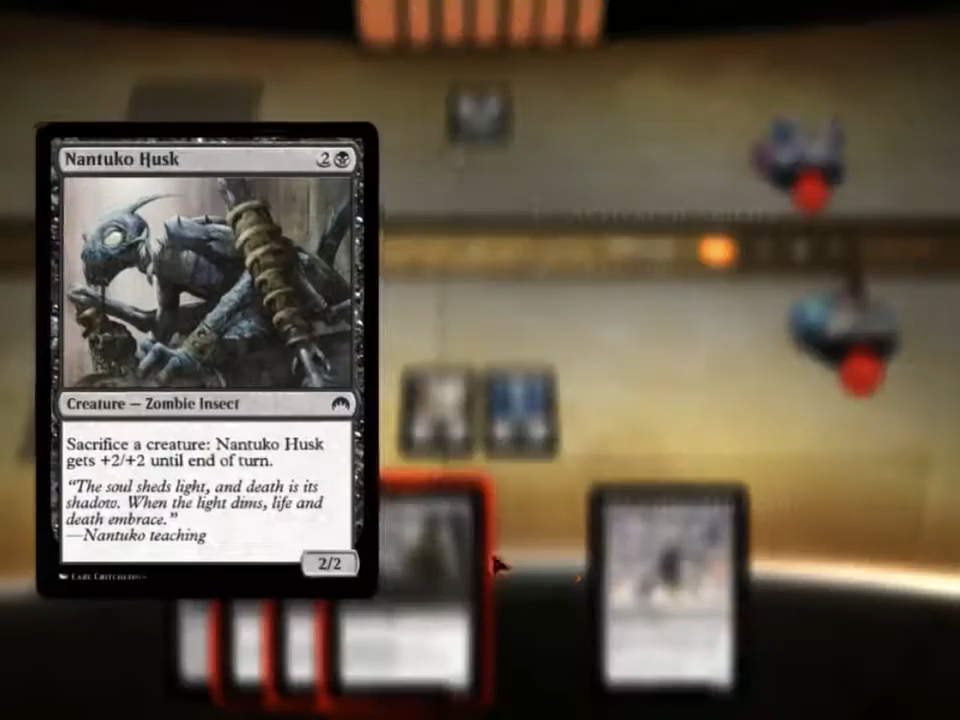 Nantuko Husk 2
Creature — Zombie Insect
Sacrifice a creature: Nantuko Husk
gets +2/+2 until end of turn.
“The soul sheds light, and death is its
shadow. When the light dims, life and
death embrace.”
—Nantuko teaching
2/2